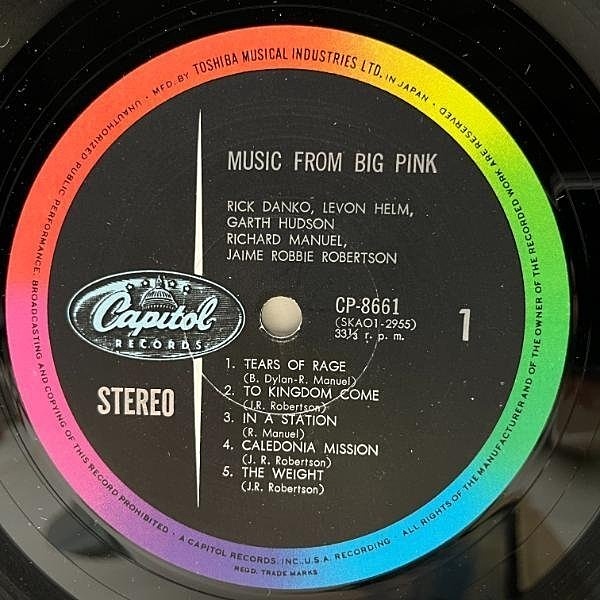 MFD. BY TOSHIBA MUSICAL INDUSTRIES LTD. IN JAPAN • ALL RIGHTS OF THE MANUFACTURER AND OF THE OWNER OF THE RECORDED WORK ARE RESERVED
UNAUTHORIZED PUBLIC PERFORMANCE, BROADCASTING AND COPYING OF THIS RECORD PROHIBITED • A CAPITOL RECORDS, INC., U.S.A. RECORDING
REGD. TRADE MARKS
MUSIC FROM BIG PINK
RICK DANKO, LEVON HELM,
GARTH HUDSON
RICHARD MANUEL,
JAIME ROBBIE ROBERTSON
Capitol
RECORDS
STEREO
CP-8661
(SKAO1-2955)
33⅓ r. p. m.
1
1. TEARS OF RAGE
(B. Dylan-R. Manuel)
2. TO KINGDOM COME
(J.R. Robertson)
3. IN A STATION
(R. Manuel)
4. CALEDONIA MISSION
(J. R. Robertson)
5. THE WEIGHT
(J.R. Robertson)